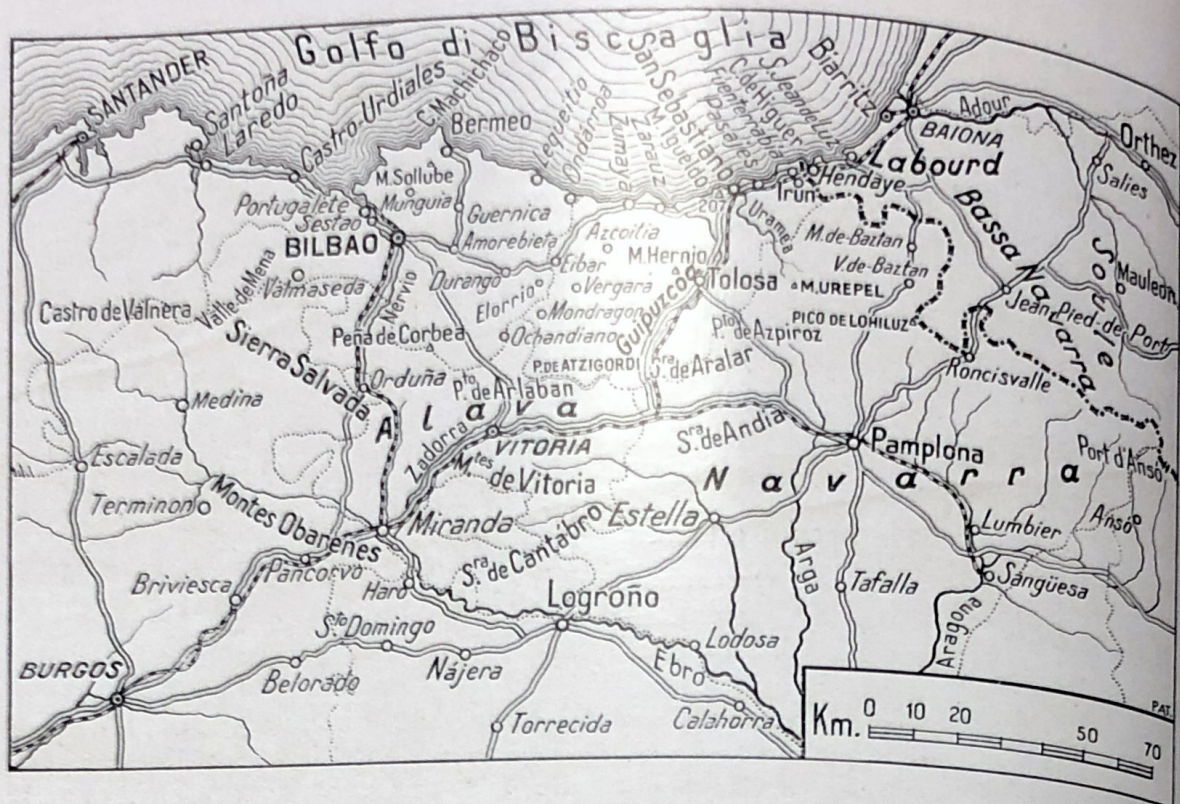 Golfo di Biscaglia
SANTANDER
Santoña
Laredo
Castro-Urdiales
C. Machichaco
Bermeo
Lequeitio
Ondárroa
Zumaya
Zarauz
M. Igueldo
San Sebastiano
Pasajes
Fuenterrabia
C. de Higuer
S. Jean de Luz
Biarritz
BAIONA
Adour
Orthez
Labourd
Salies
Hendaye
Irun
M. Sollube
Munguia
Portugalete
Sestao
Guernica
BILBAO
Amorebieta
207
Uramea
Azcoitia
M. de-Baztan
Bassa Navarra
Sotle
Mauleon
Valle de Mena
Valmaseda
Nervio
Durango
Eibar
M. Hernio
Tolosa
V. de-Baztan
Elorrio
Vergara
M. UREPEL
Castro de Válnera
Mondragon
Guipuzcoa
PICO DE LOHILUZ
Jean-Pied-de-Port
Sierra Salvada
Peña de Corbea
Ochandiano
Pto de Azpiroz
P. DE ATZIGORDI
Sra de Aralar
Roncisvalle
Orduña
Pto de Arlaban
Medina
Alava
Zadorra
VITORIA
Sra de Andia
Pamplona
Port d'Ansó
Escalada
Mtes de Vitoria
Navarra
Terminon
Montes Obarenes
Miranda
Estella
Lumbier
Ansó
Sra de Cantábro
Pancorvo
Briviesca
Haro
Arga
Tafalla
Sangüesa
Logroño
Sto Domingo
Lodosa
Aragona
BURGOS
Belorado
Nájera
Ebro
Torrecida
Calahorra
PAT.
Km. 0 10 20 50 70